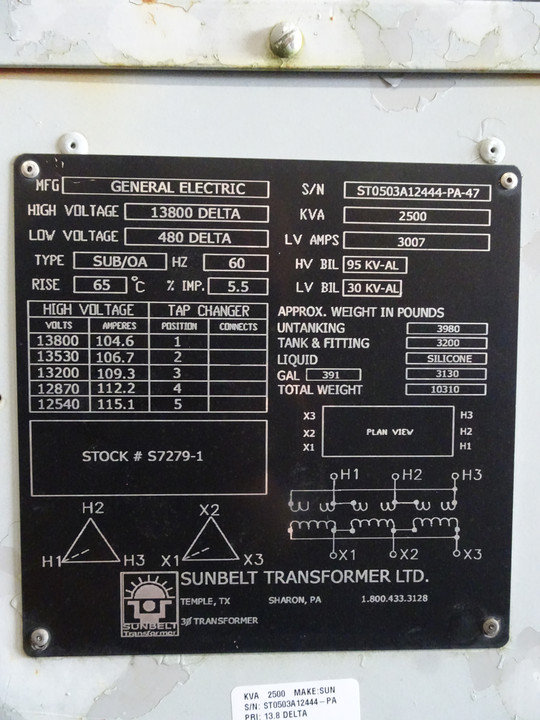 MFG GENERAL ELECTRIC S/N ST0503A12444-PA-47
HIGH VOLTAGE 13800 DELTA KVA 2500
LOW VOLTAGE 480 DELTA LV AMPS 3007
TYPE SUB/OA HZ 60 HV BIL 95 KV-AL
RISE 65 °C % IMP. 5.5 LV BIL 30 KV-AL
HIGH VOLTAGE TAP CHANGER
VOLTS AMPERES POSITION CONNECTS
13800 104.6 1
13530 106.7 2
13200 109.3 3
12870 112.2 4
12540 115.1 5
APPROX. WEIGHT IN POUNDS
UNTANKING 3980
TANK & FITTING 3200
LIQUID SILICONE
GAL 391 3130
TOTAL WEIGHT 10310
STOCK # S7279-1
X3 H3
X2 PLAN VIEW H2
X1 H1
H1 H2 H3
X1 X2 X3
H2 X2
H1 H3 X1 X3
SUNBELT TRANSFORMER LTD.
TEMPLE, TX SHARON, PA 1.800.433.3128
3Ø TRANSFORMER
SUNBELT
Transformer
KVA 2500 MAKE:SUN
S/N: ST0503A12444-PA
PRI: 13.8 DELTA